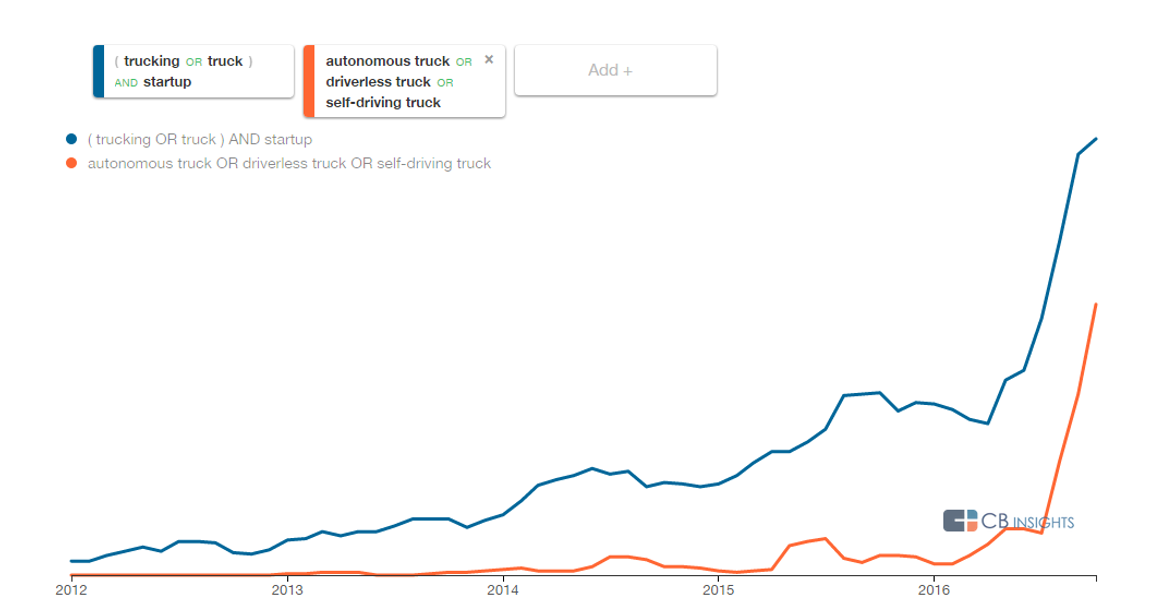 ( trucking OR truck )
AND startup
autonomous truck OR ×
driverless truck OR
self-driving truck
Add +
( trucking OR truck ) AND startup
autonomous truck OR driverless truck OR self-driving truck
CB INSIGHTS
2012 2013 2014 2015 2016